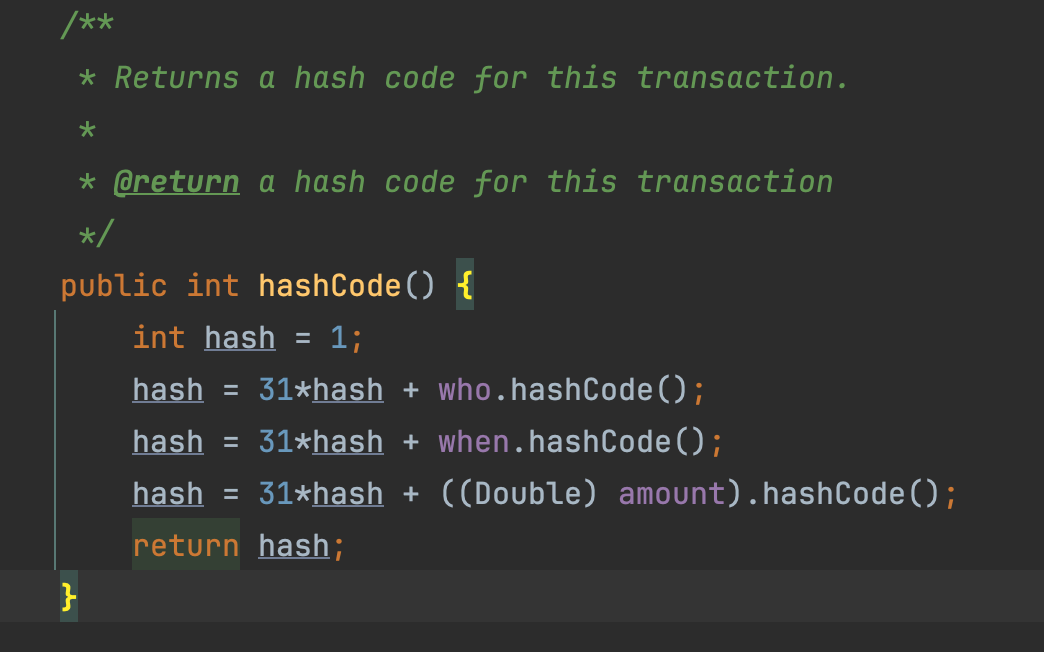 /**
 * Returns a hash code for this transaction.
 *
 * @return a hash code for this transaction
 */
public int hashCode() {
    int hash = 1;
    hash = 31*hash + who.hashCode();
    hash = 31*hash + when.hashCode();
    hash = 31*hash + ((Double) amount).hashCode();
    return hash;
}